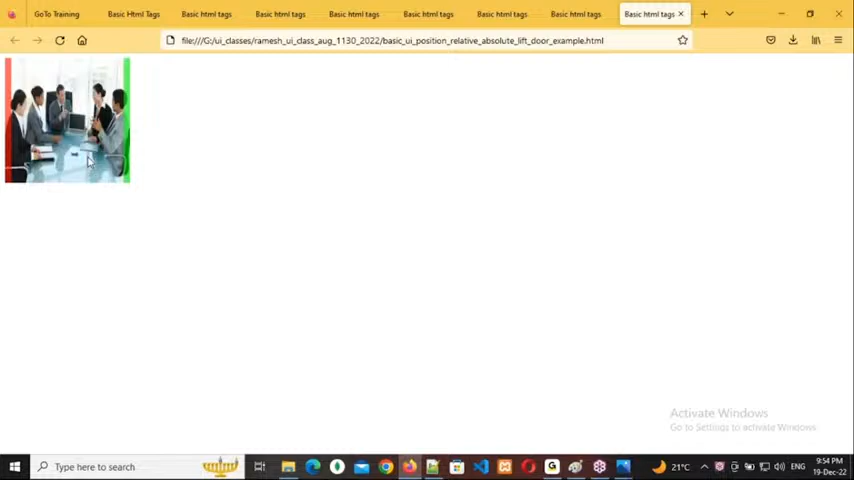 GoTo Training
Basic Html Tags
Basic html tags
Basic html tags
Basic html tags
Basic html tags
Basic html tags
Basic html tags
Basic html tags
file:///G:/ui_classes/ramesh_ui_class_aug_1130_2022/basic_ui_position_relative_absolute_lift_door_example.html
Activate Windows
Go to Settings to activate Windows.
Type here to search
21°C
ENG
9:54 PM
19-Dec-22